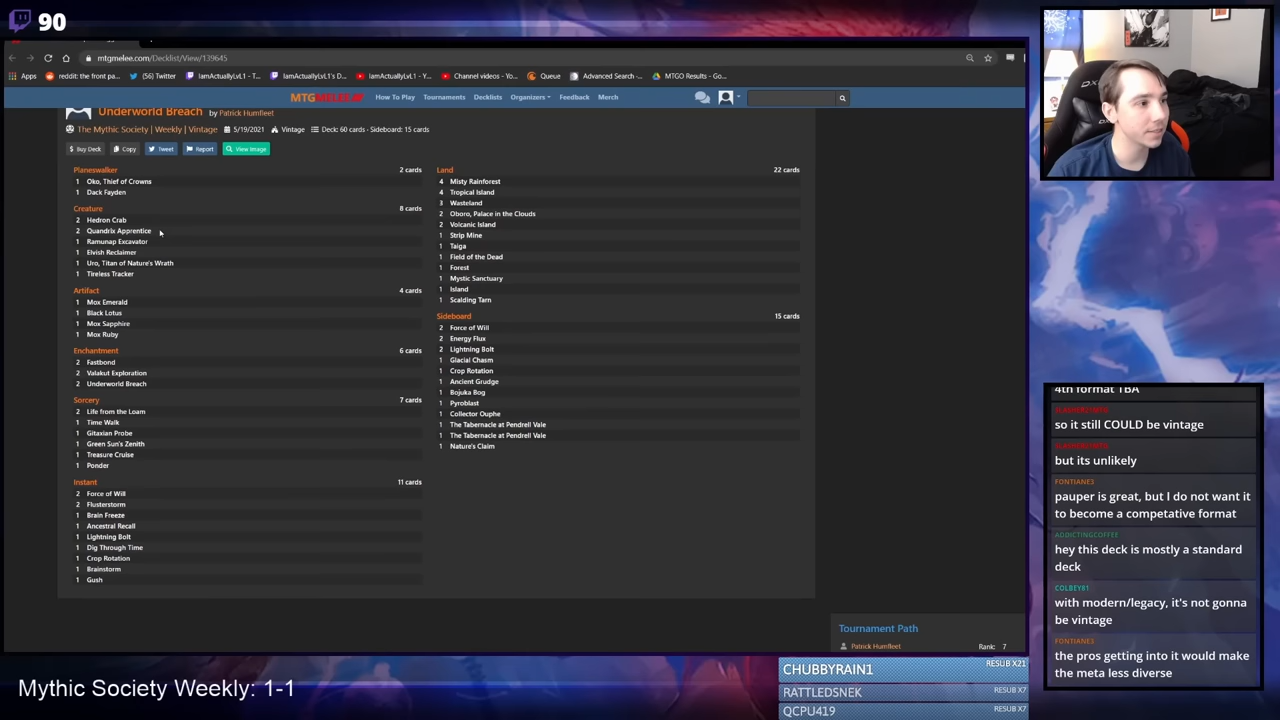 90
mtgmelee.com/Decklist/View/139645
Apps
reddit: the front pa...
(56) Twitter
IamActuallyLvL1 - T...
IamActuallyLvL1's D...
IamActuallyLvL1 - Y...
Channel videos - Yo...
Queue
Advanced Search -...
MTGO Results - Go...
MTGMELEE
How To Play
Tournaments
Decklists
Organizers
Feedback
Merch
Underworld Breach by Patrick Humfleet
The Mythic Society | Weekly | Vintage 5/19/2021 Vintage Deck: 60 cards - Sideboard: 15 cards
$ Buy Deck Copy Tweet Report View Image
Planeswalker 2 cards
1 Oko, Thief of Crowns
1 Dack Fayden
Creature 8 cards
2 Hedron Crab
2 Quandrix Apprentice
1 Ramunap Excavator
1 Elvish Reclaimer
1 Uro, Titan of Nature's Wrath
1 Tireless Tracker
Artifact 4 cards
1 Mox Emerald
1 Black Lotus
1 Mox Sapphire
1 Mox Ruby
Enchantment 6 cards
2 Fastbond
2 Valakut Exploration
2 Underworld Breach
Sorcery 7 cards
2 Life from the Loam
1 Time Walk
1 Gitaxian Probe
1 Green Sun's Zenith
1 Treasure Cruise
1 Ponder
Instant 11 cards
2 Force of Will
2 Flusterstorm
1 Brain Freeze
1 Ancestral Recall
1 Lightning Bolt
1 Dig Through Time
1 Crop Rotation
1 Brainstorm
1 Gush
Land 22 cards
4 Misty Rainforest
4 Tropical Island
3 Wasteland
2 Oboro, Palace in the Clouds
2 Volcanic Island
1 Strip Mine
1 Taiga
1 Field of the Dead
1 Forest
1 Mystic Sanctuary
1 Island
1 Scalding Tarn
Sideboard 15 cards
2 Force of Will
2 Energy Flux
2 Lightning Bolt
1 Glacial Chasm
1 Crop Rotation
1 Ancient Grudge
1 Bojuka Bog
1 Pyroblast
1 Collector Ouphe
1 The Tabernacle at Pendrell Vale
1 The Tabernacle at Pendrell Vale
1 Nature's Claim
Tournament Path
Patrick Humfleet Rank: 7
4th format TBA
so it still COULD be vintage
but its unlikely
FONTIANE3
pauper is great, but I do not want it
to become a competative format
ADDICTINGCOFFEE
hey this deck is mostly a standard
deck
COLBEY61
with modern/legacy, it's not gonna
be vintage
FONTIANE3
the pros getting into it would make
the meta less diverse
Mythic Society Weekly: 1-1
CHUBBYRAIN1 RESUB X21
RATTLEDSNEK RESUB X7
QCPU419 RESUB X7